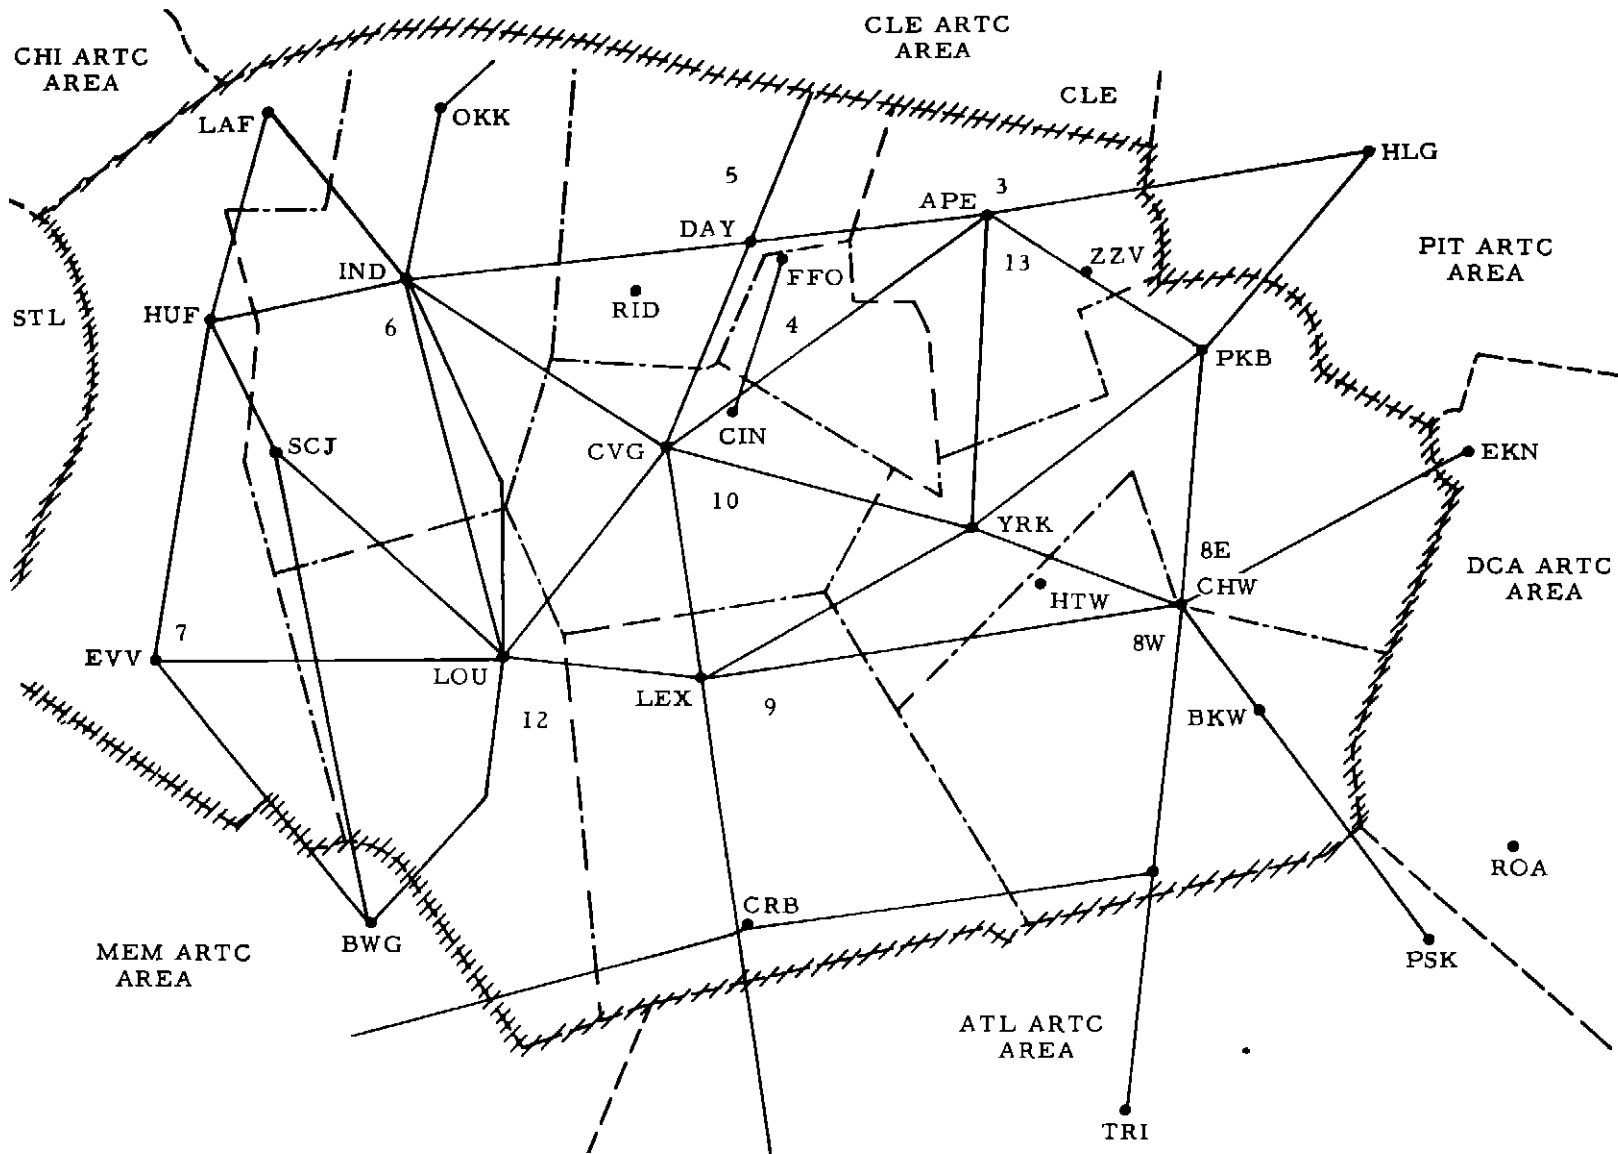 CLE ARTC
AREA
CHI ARTC
AREA
CLE
LAF
OKK
HLG
5
3
APE
DAY
PIT ARTC
AREA
IND
13
ZZV
FFO
RID
STL
HUF
6
4
PKB
CIN
SCJ
CVG
EKN
10
YRK
8E
DCA ARTC
AREA
CHW
HTW
7
8W
EVV
LOU
LEX
9
12
BKW
ROA
CRB
BWG
MEM ARTC
AREA
PSK
ATL ARTC
AREA
TRI